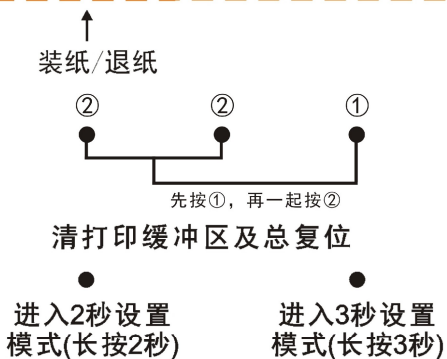 装纸/退纸
② ② ①
先按①，再一起按②
清打印缓冲区及总复位
进入2秒设置 进入3秒设置
模式(长按2秒) 模式(长按3秒)